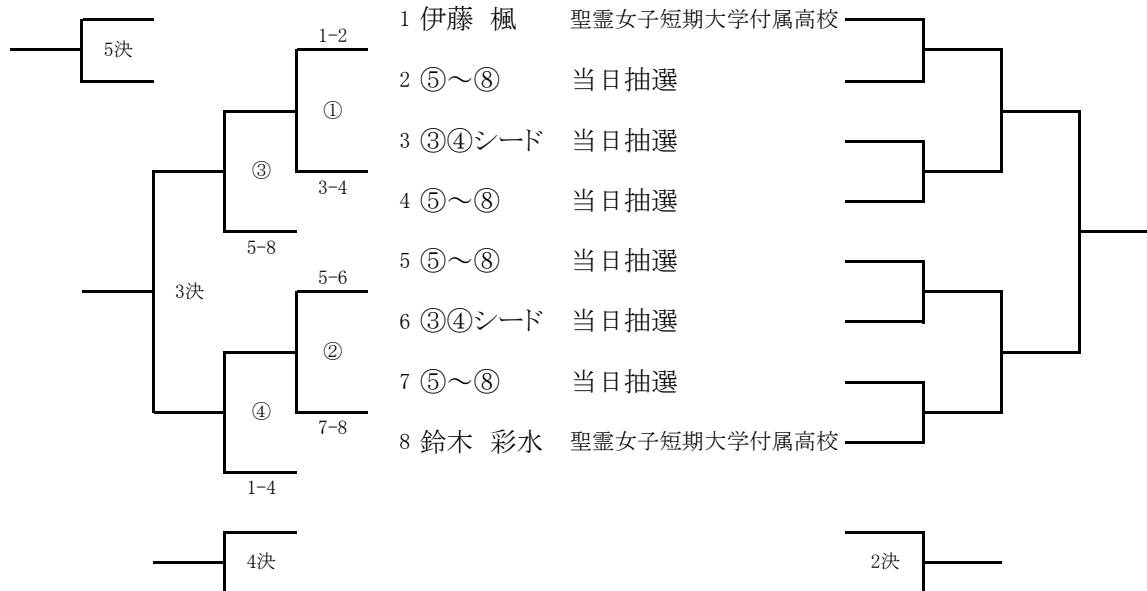 1 伊藤 楓 聖霊女子短期大学付属高校
5決
1-2
2 ⑤～⑧ 当日抽選
①
3 ③④シード 当日抽選
③
3-4
4 ⑤～⑧ 当日抽選
5-8
5 ⑤～⑧ 当日抽選
5-6
3決
6 ③④シード 当日抽選
②
7 ⑤～⑧ 当日抽選
④
7-8
8 鈴木 彩水 聖霊女子短期大学付属高校
1-4
4決
2決